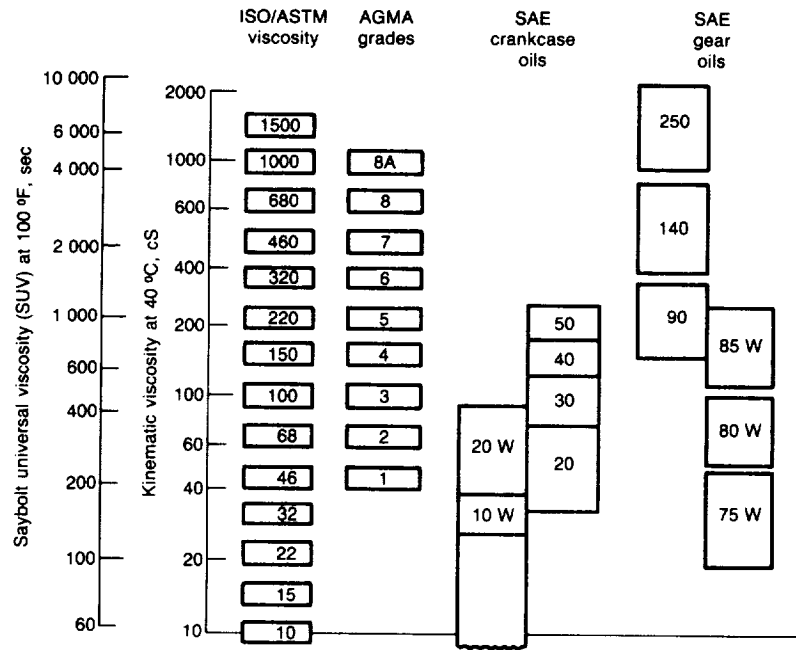 ISO/ASTM
viscosity
AGMA
grades
SAE
crankcase
oils
SAE
gear
oils
Saybolt universal viscosity (SUV) at 100 ºF, sec
10 000
6 000
4 000
2 000
1 000
600
400
200
100
60
Kinematic viscosity at 40 ºC, cS
2000
1000
600
400
200
100
60
40
20
10
1500
1000
680
460
320
220
150
100
68
46
32
22
15
10
8A
8
7
6
5
4
3
2
1
20 W
10 W
50
40
30
20
250
140
90
85 W
80 W
75 W